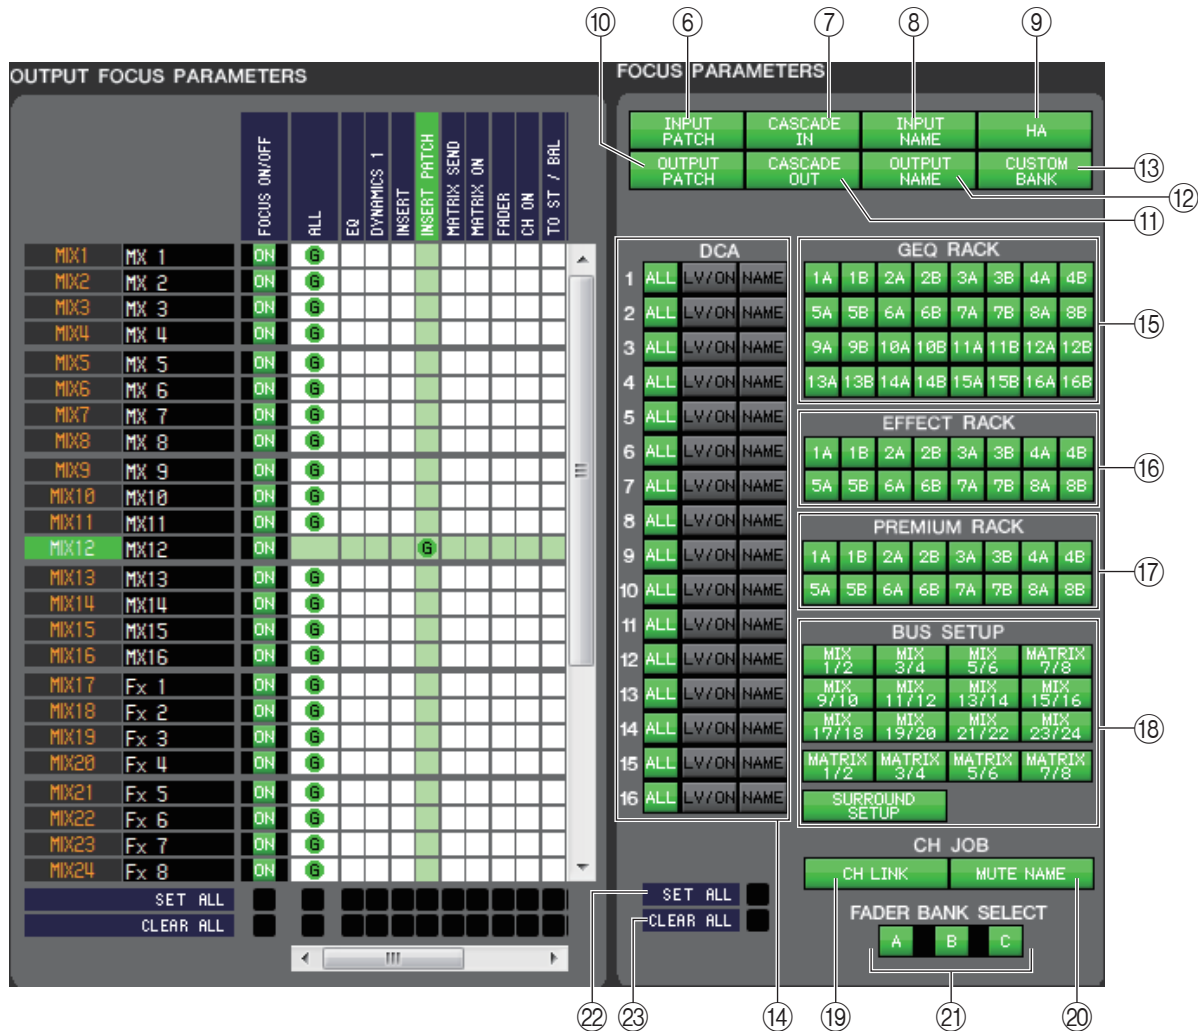 ⑩ ⑥ ⑦ ⑧ ⑨
OUTPUT FOCUS PARAMETERS
FOCUS ON/OFF
ALL
EQ
DYNAMICS 1
INSERT
INSERT PATCH
MATRIX SEND
MATRIX ON
FADER
CH ON
TO ST / BAL
MIX1 MX 1 ON G
MIX2 MX 2 ON G
MIX3 MX 3 ON G
MIX4 MX 4 ON G
MIX5 MX 5 ON G
MIX6 MX 6 ON G
MIX7 MX 7 ON G
MIX8 MX 8 ON G
MIX9 MX 9 ON G
MIX10 MX10 ON G
MIX11 MX11 ON G
MIX12 MX12 ON G
MIX13 MX13 ON G
MIX14 MX14 ON G
MIX15 MX15 ON G
MIX16 MX16 ON G
MIX17 Fx 1 ON G
MIX18 Fx 2 ON G
MIX19 Fx 3 ON G
MIX20 Fx 4 ON G
MIX21 Fx 5 ON G
MIX22 Fx 6 ON G
MIX23 Fx 7 ON G
MIX24 Fx 8 ON G
SET ALL
CLEAR ALL
FOCUS PARAMETERS
INPUT PATCH CASCADE IN INPUT NAME HA
OUTPUT PATCH CASCADE OUT OUTPUT NAME CUSTOM BANK
⑬
⑫
⑪
DCA
1 ALL LV/ON NAME
2 ALL LV/ON NAME
3 ALL LV/ON NAME
4 ALL LV/ON NAME
5 ALL LV/ON NAME
6 ALL LV/ON NAME
7 ALL LV/ON NAME
8 ALL LV/ON NAME
9 ALL LV/ON NAME
10 ALL LV/ON NAME
11 ALL LV/ON NAME
12 ALL LV/ON NAME
13 ALL LV/ON NAME
14 ALL LV/ON NAME
15 ALL LV/ON NAME
16 ALL LV/ON NAME
SET ALL
CLEAR ALL
GEQ RACK
1A 1B 2A 2B 3A 3B 4A 4B
5A 5B 6A 6B 7A 7B 8A 8B
9A 9B 10A 10B 11A 11B 12A 12B
13A 13B 14A 14B 15A 15B 16A 16B
⑮
EFFECT RACK
1A 1B 2A 2B 3A 3B 4A 4B
5A 5B 6A 6B 7A 7B 8A 8B
⑯
PREMIUM RACK
1A 1B 2A 2B 3A 3B 4A 4B
5A 5B 6A 6B 7A 7B 8A 8B
⑰
BUS SETUP
MIX 1/2 MIX 3/4 MIX 5/6 MATRIX 7/8
MIX 9/10 MIX 11/12 MIX 13/14 MIX 15/16
MIX 17/18 MIX 19/20 MIX 21/22 MIX 23/24
MATRIX 1/2 MATRIX 3/4 MATRIX 5/6 MATRIX 7/8
SURROUND SETUP
⑱
CH JOB
CH LINK MUTE NAME
FADER BANK SELECT
A B C
㉒ ㉓ ⑭ ⑲ ㉑ ⑳